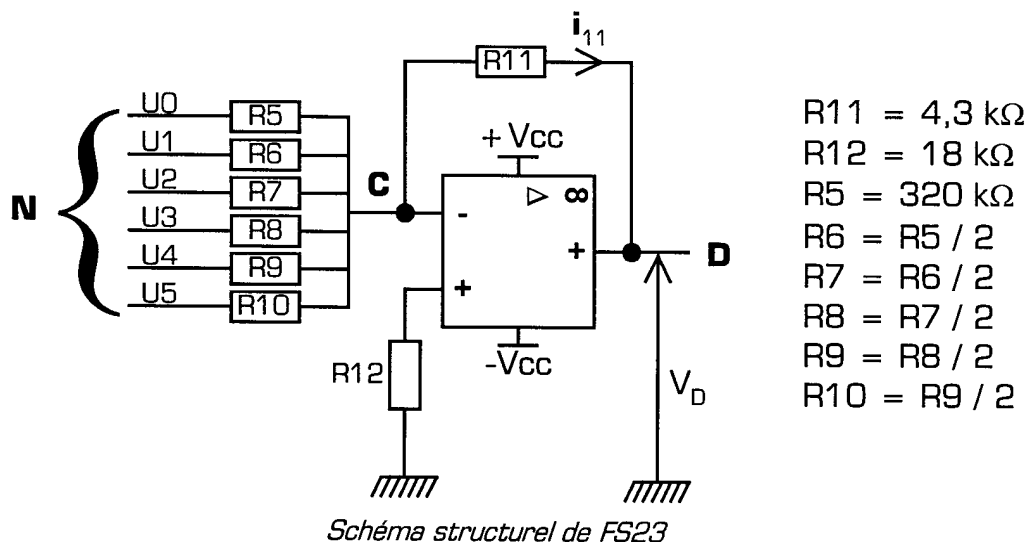 i11
R11
U0 R5
U1 R6
U2 R7
U3 R8
U4 R9
U5 R10
N
C
+ Vcc
▷ ∞
-
+
+
D
-Vcc
R12
VD
R11 = 4,3 kΩ
R12 = 18 kΩ
R5 = 320 kΩ
R6 = R5 / 2
R7 = R6 / 2
R8 = R7 / 2
R9 = R8 / 2
R10 = R9 / 2
Schéma structurel de FS23